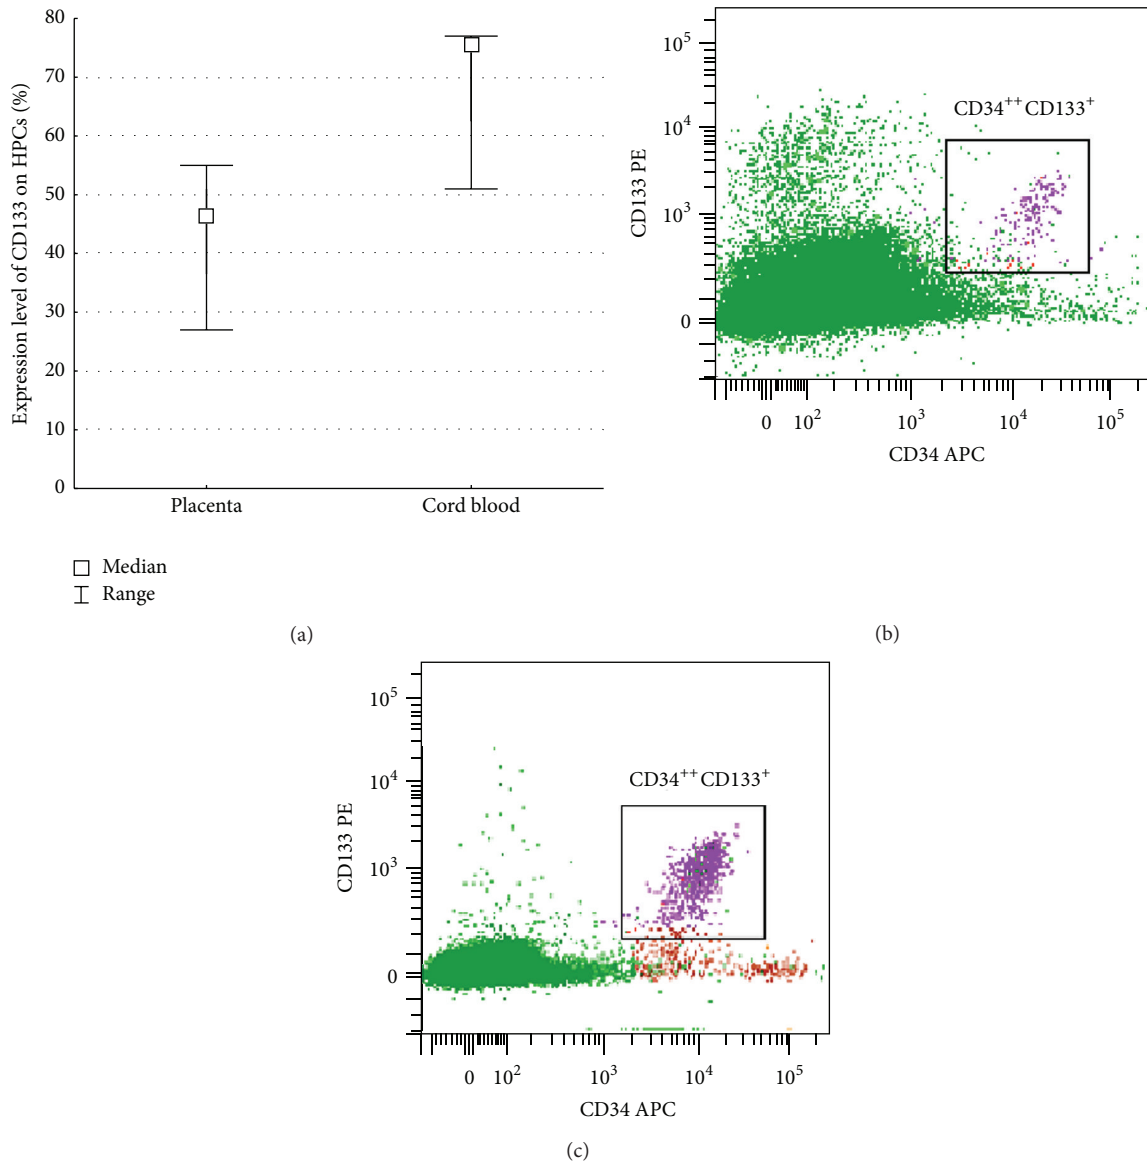 80
70
60
50
40
30
20
10
0
Expression level of CD133 on HPCs (%)
Placenta
Cord blood
Median
Range
(a)
10⁵
10⁴
10³
0
CD133 PE
CD34⁺⁺CD133⁺
0
10²
10³
10⁴
10⁵
CD34 APC
(b)
10⁵
10⁴
10³
0
CD133 PE
CD34⁺⁺CD133⁺
0
10²
10³
10⁴
10⁵
CD34 APC
(c)